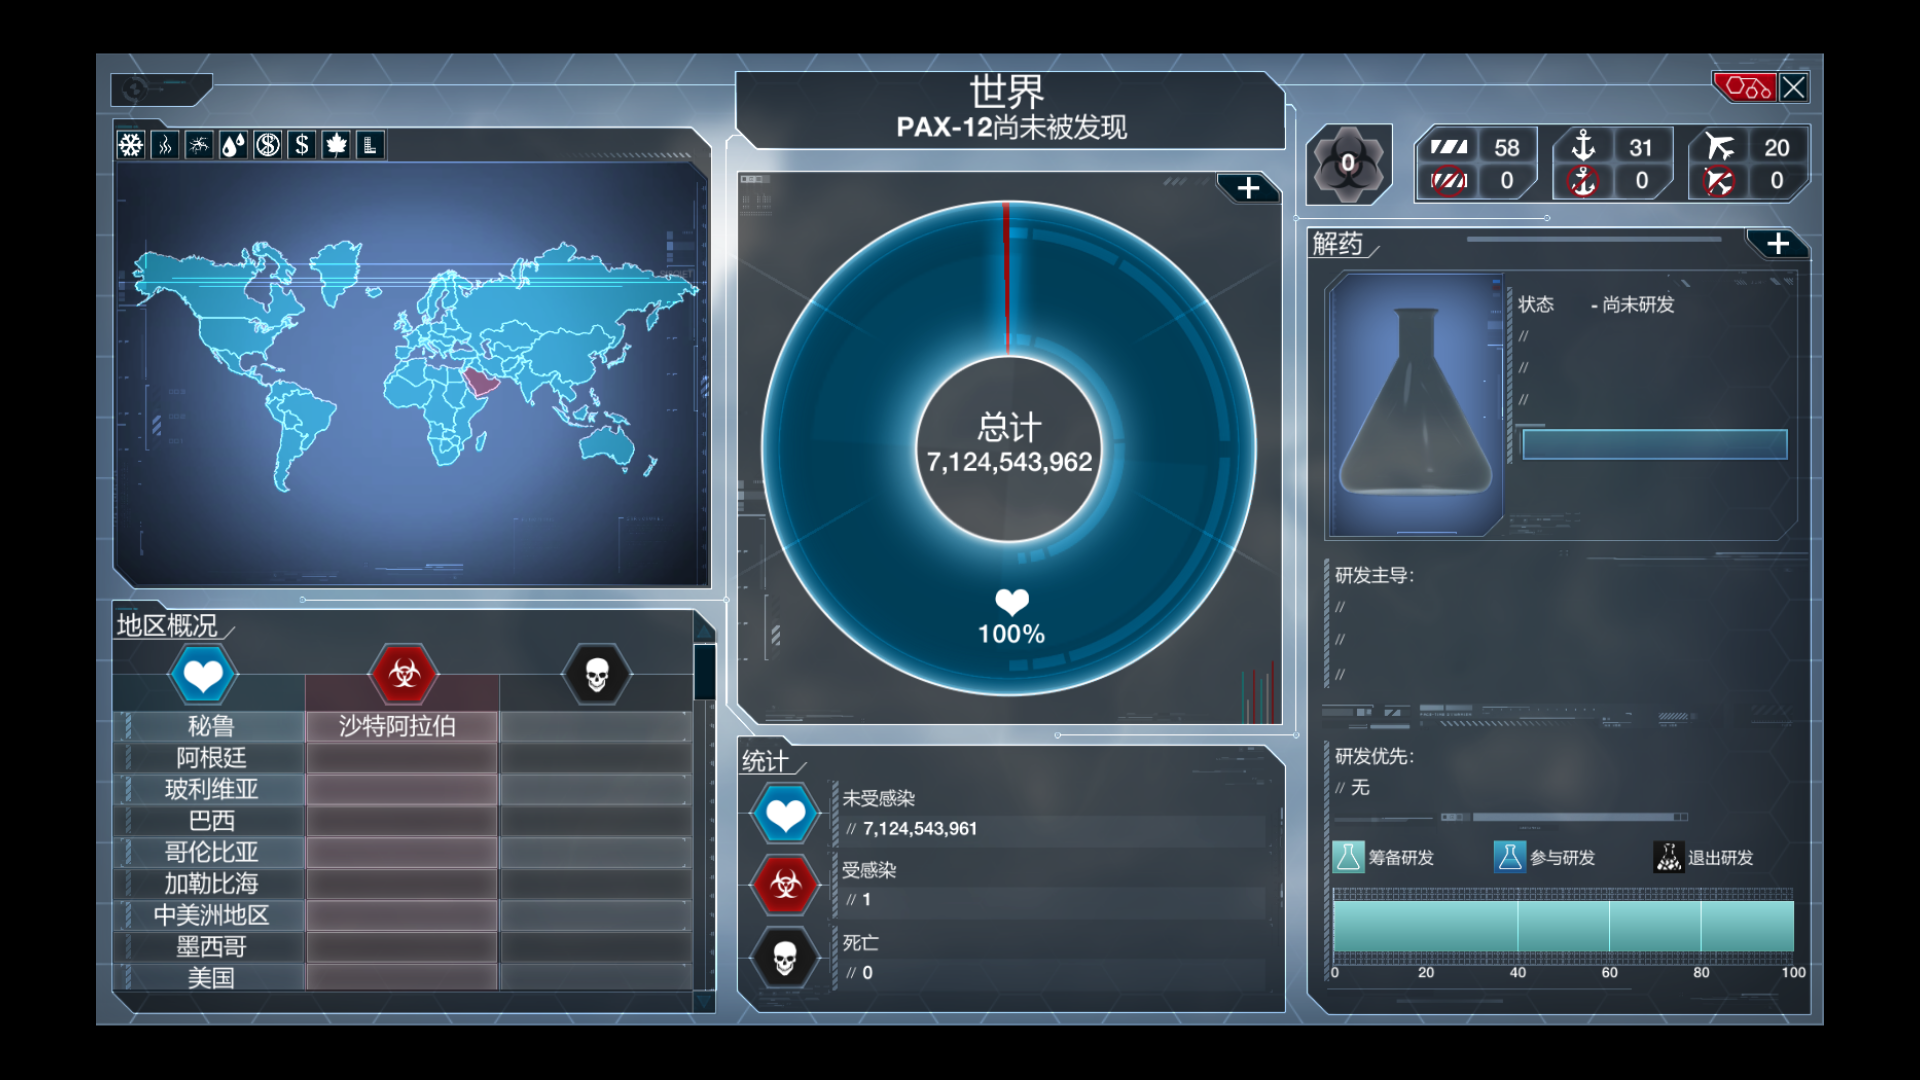 世界
PAX-12尚未被发现
0
58
0
31
0
20
0
总计
7,124,543,962
100%
地区概况
秘鲁
沙特阿拉伯
阿根廷
玻利维亚
巴西
哥伦比亚
加勒比海
中美洲地区
墨西哥
美国
统计
未受感染
// 7,124,543,961
受感染
// 1
死亡
// 0
解药
状态 - 尚未研发
//
//
//
研发主导:
//
//
//
研发优先:
// 无
筹备研发 参与研发 退出研发
0 20 40 60 80 100